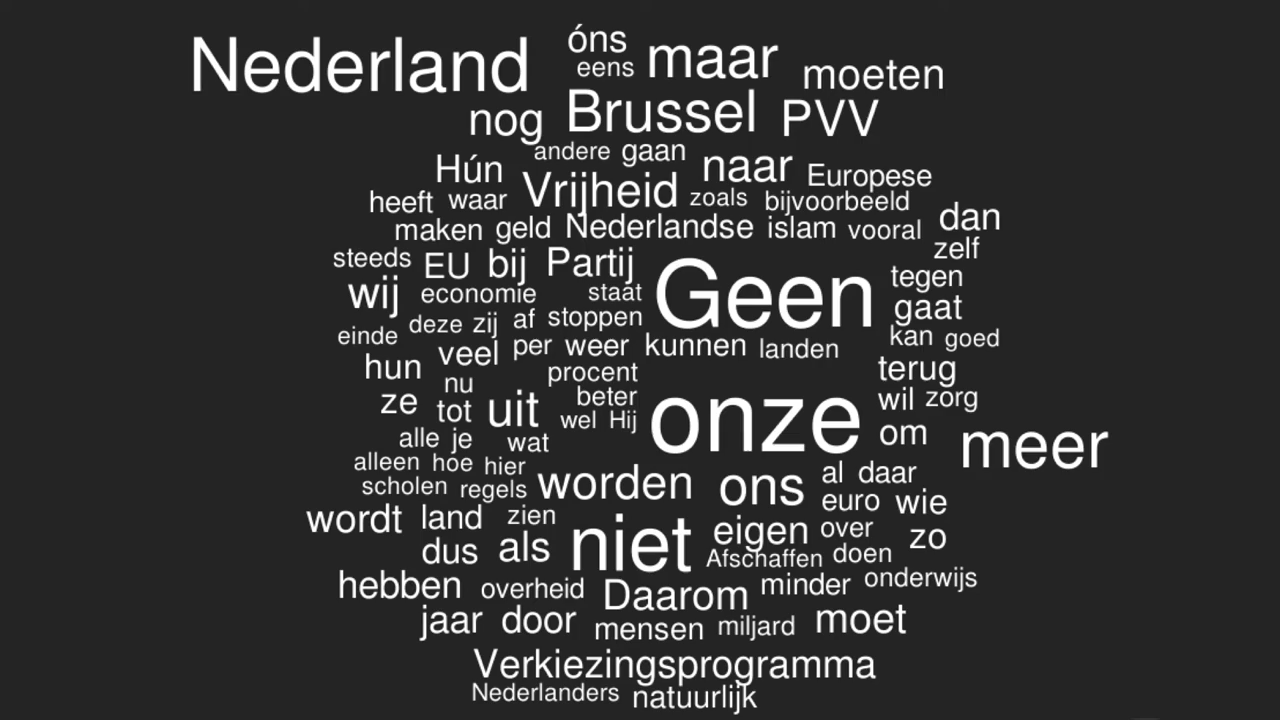 Nederland óns maar moeten
eens
nog Brussel PVV
andere gaan naar Europese
Hún Vrijheid zoals bijvoorbeeld
heeft waar dan
maken geld Nederlandse islam vooral
zelf
steeds EU bij Partij Geen tegen
wij economie staat gaat
einde deze zij af stoppen kan goed
hun veel per weer kunnen landen
nu procent terug
ze tot uit beter onze wil zorg
wel Hij
alle je wat om meer
alleen hoe hier al daar
scholen regels worden ons euro wie
wordt land zien niet eigen over zo
dus als Afschaffen doen
hebben overheid Daarom minder onderwijs
jaar door mensen miljard moet
Verkiezingsprogramma
Nederlanders natuurlijk